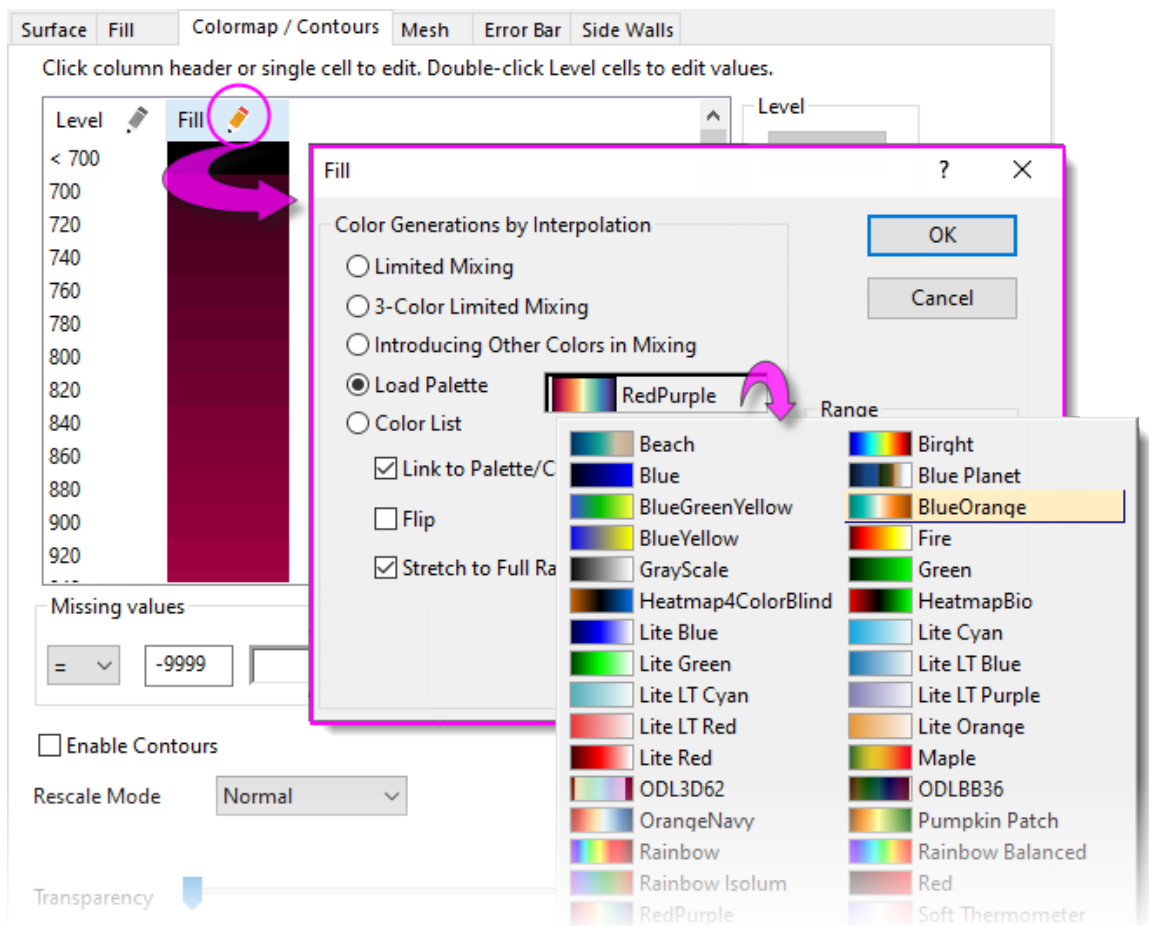 Surface Fill Colormap / Contours Mesh Error Bar Side Walls
Click column header or single cell to edit. Double-click Level cells to edit values.
Level Fill
Level
< 700
700
720
740
760
780
800
820
840
860
880
900
920
Fill ? X
Color Generations by Interpolation
OK
Limited Mixing
Cancel
3-Color Limited Mixing
Introducing Other Colors in Mixing
Load Palette RedPurple
Range
Color List
Link to Palette/C
Flip
Stretch to Full Ra
Beach Birght
Blue Blue Planet
BlueGreenYellow BlueOrange
BlueYellow Fire
GrayScale Green
Heatmap4ColorBlind HeatmapBio
Lite Blue Lite Cyan
Lite Green Lite LT Blue
Lite LT Cyan Lite LT Purple
Lite LT Red Lite Orange
Lite Red Maple
ODL3D62 ODLBB36
OrangeNavy Pumpkin Patch
Rainbow Rainbow Balanced
Rainbow Isolum Red
RedPurple Soft Thermometer
Missing values
= -9999
Enable Contours
Rescale Mode Normal
Transparency